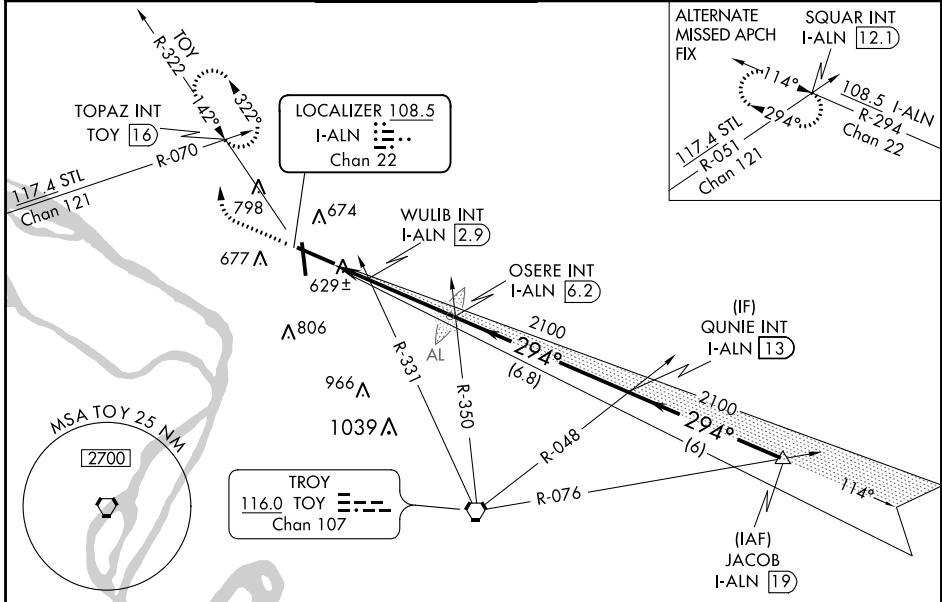 ALTERNATE
MISSED APCH
FIX
SQUAR INT
I-ALN 12.1
114°
294°
108.5 I-ALN
R-294
Chan 22
117.4 STL
R-051
Chan 121
TOY
R-322
142°
322°
TOPAZ INT
TOY 16
R-070
117.4 STL
Chan 121
LOCALIZER 108.5
I-ALN
Chan 22
798
674
677
629±
WULIB INT
I-ALN 2.9
OSERE INT
I-ALN 6.2
806
AL
2100
294°
(6.8)
(IF)
QUNIE INT
I-ALN 13
R-331
R-350
966
1039
R-048
2100
294°
(6)
MSA TOY 25 NM
2700
TROY
116.0 TOY
Chan 107
R-076
114°
(IAF)
JACOB
I-ALN 19